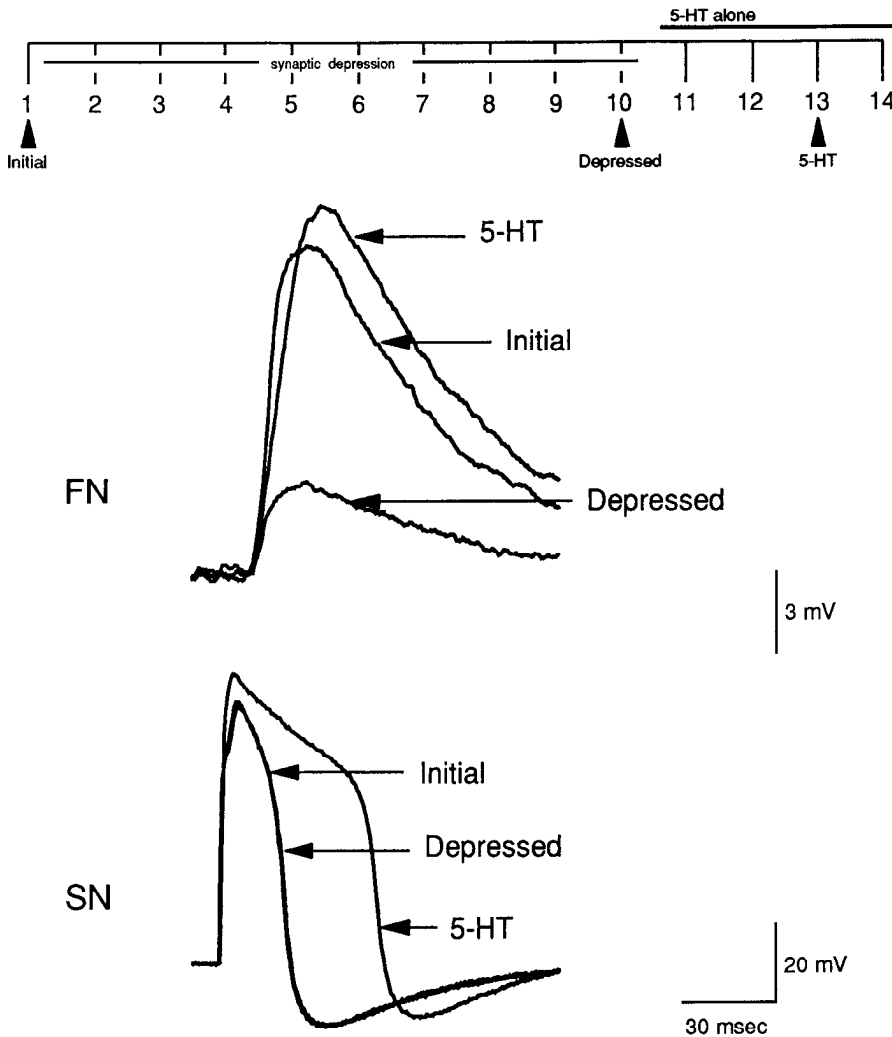 5-HT alone
synaptic depression
1 2 3 4 5 6 7 8 9 10 11 12 13 14
Initial Depressed 5-HT
5-HT
Initial
FN
Depressed
3 mV
Initial
Depressed
SN
5-HT
20 mV
30 msec